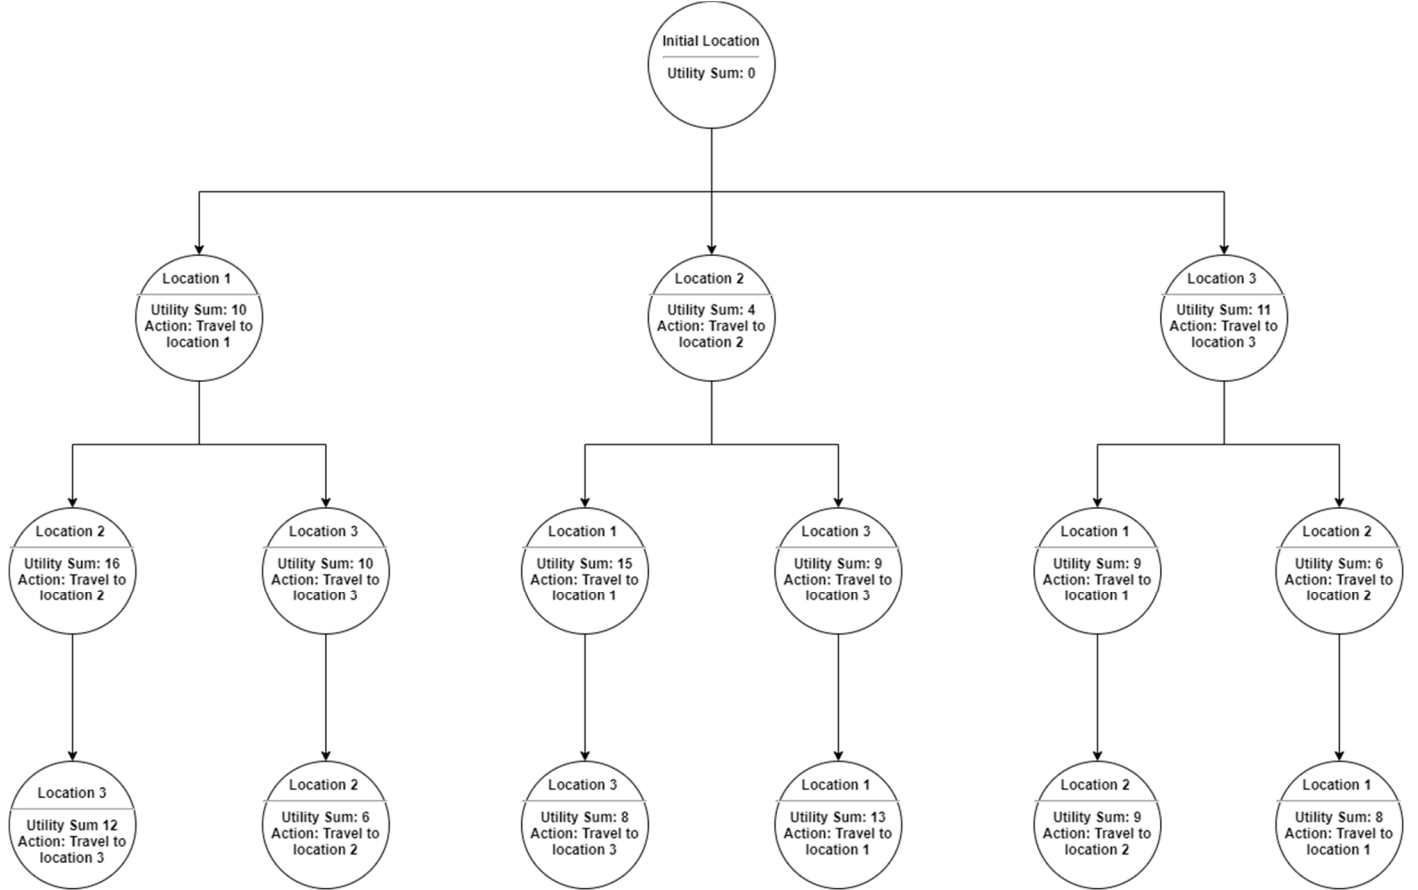 Initial Location
Utility Sum: 0
Location 1
Utility Sum: 10
Action: Travel to
location 1
Location 2
Utility Sum: 4
Action: Travel to
location 2
Location 3
Utility Sum: 11
Action: Travel to
location 3
Location 2
Utility Sum: 16
Action: Travel to
location 2
Location 3
Utility Sum: 10
Action: Travel to
location 3
Location 1
Utility Sum: 15
Action: Travel to
location 1
Location 3
Utility Sum: 9
Action: Travel to
location 3
Location 1
Utility Sum: 9
Action: Travel to
location 1
Location 2
Utility Sum: 6
Action: Travel to
location 2
Location 3
Utility Sum 12
Action: Travel to
location 3
Location 2
Utility Sum: 6
Action: Travel to
location 2
Location 3
Utility Sum: 8
Action: Travel to
location 3
Location 1
Utility Sum: 13
Action: Travel to
location 1
Location 2
Utility Sum: 9
Action: Travel to
location 2
Location 1
Utility Sum: 8
Action: Travel to
location 1